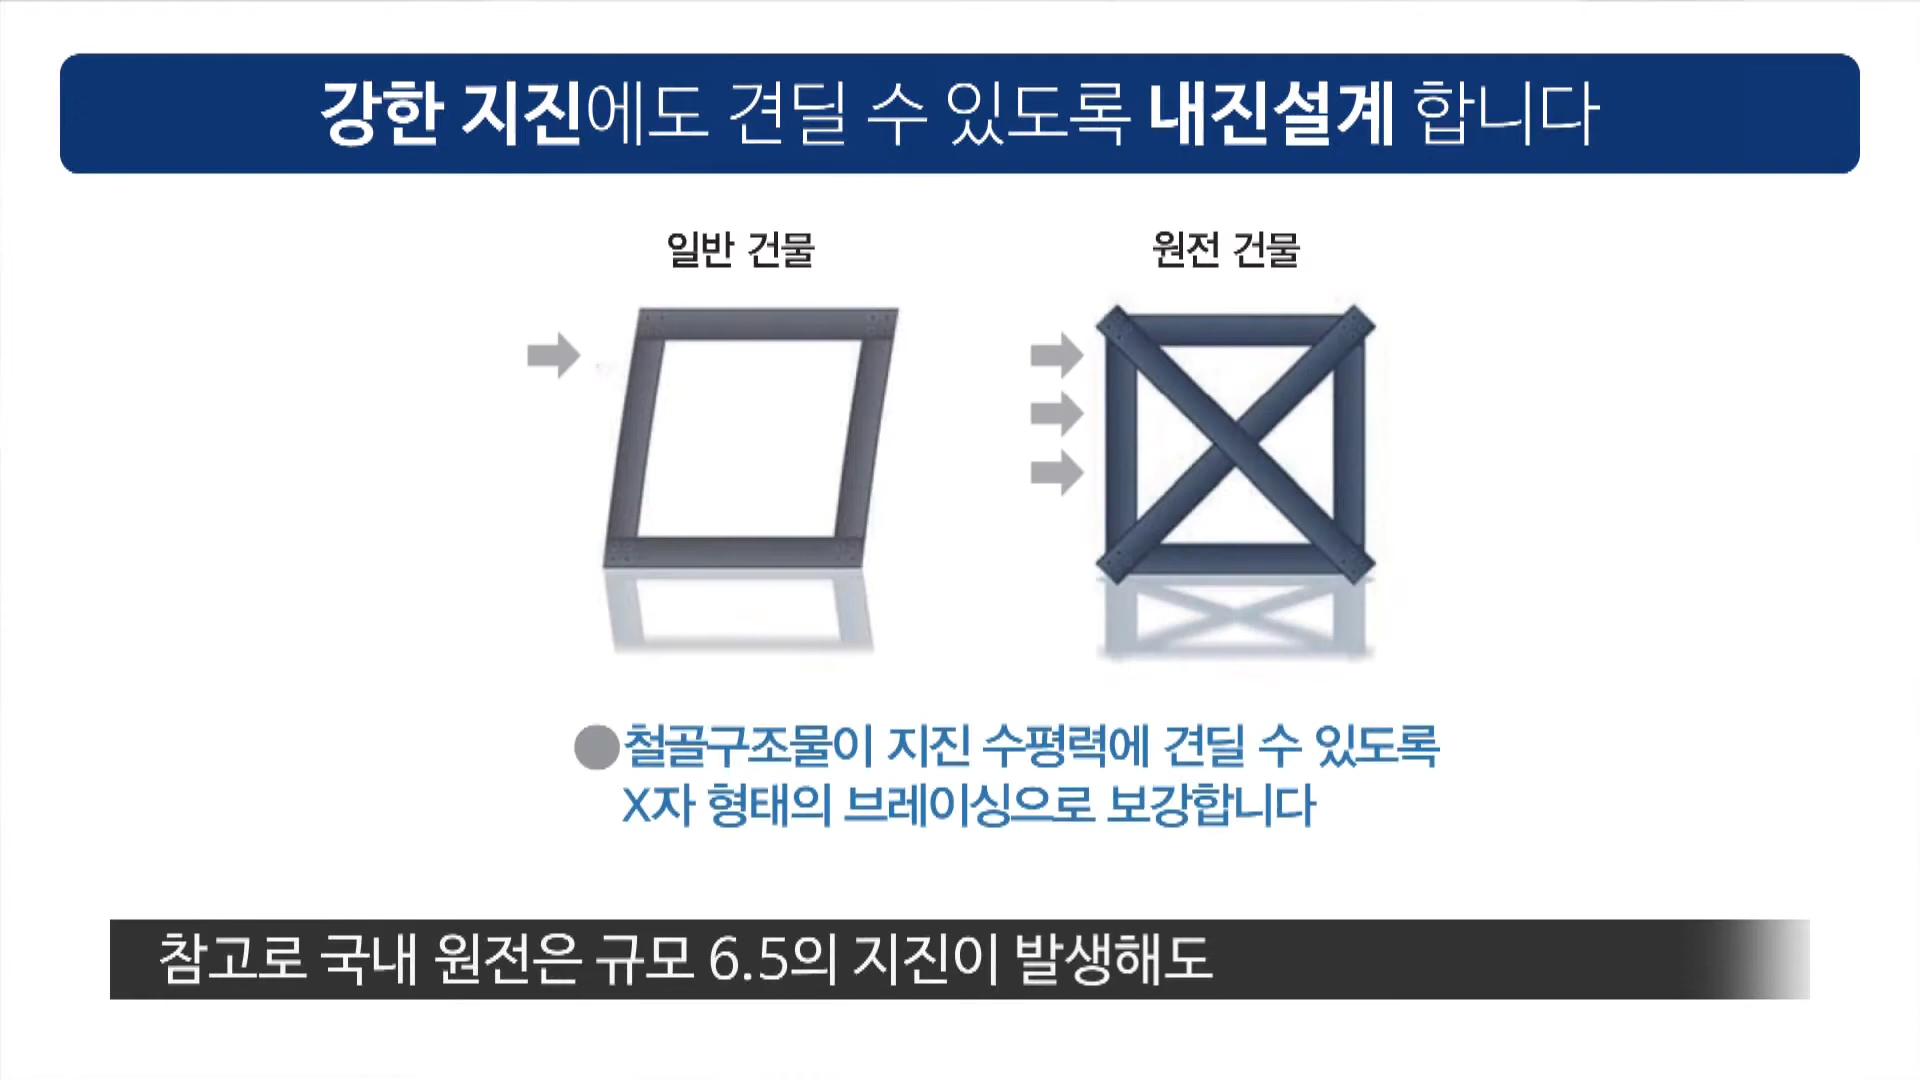 강한 지진에도 견딜 수 있도록 내진설계 합니다
일반 건물
원전 건물
철골구조물이 지진 수평력에 견딜 수 있도록
X자 형태의 브레이싱으로 보강합니다
참고로 국내 원전은 규모 6.5의 지진이 발생해도